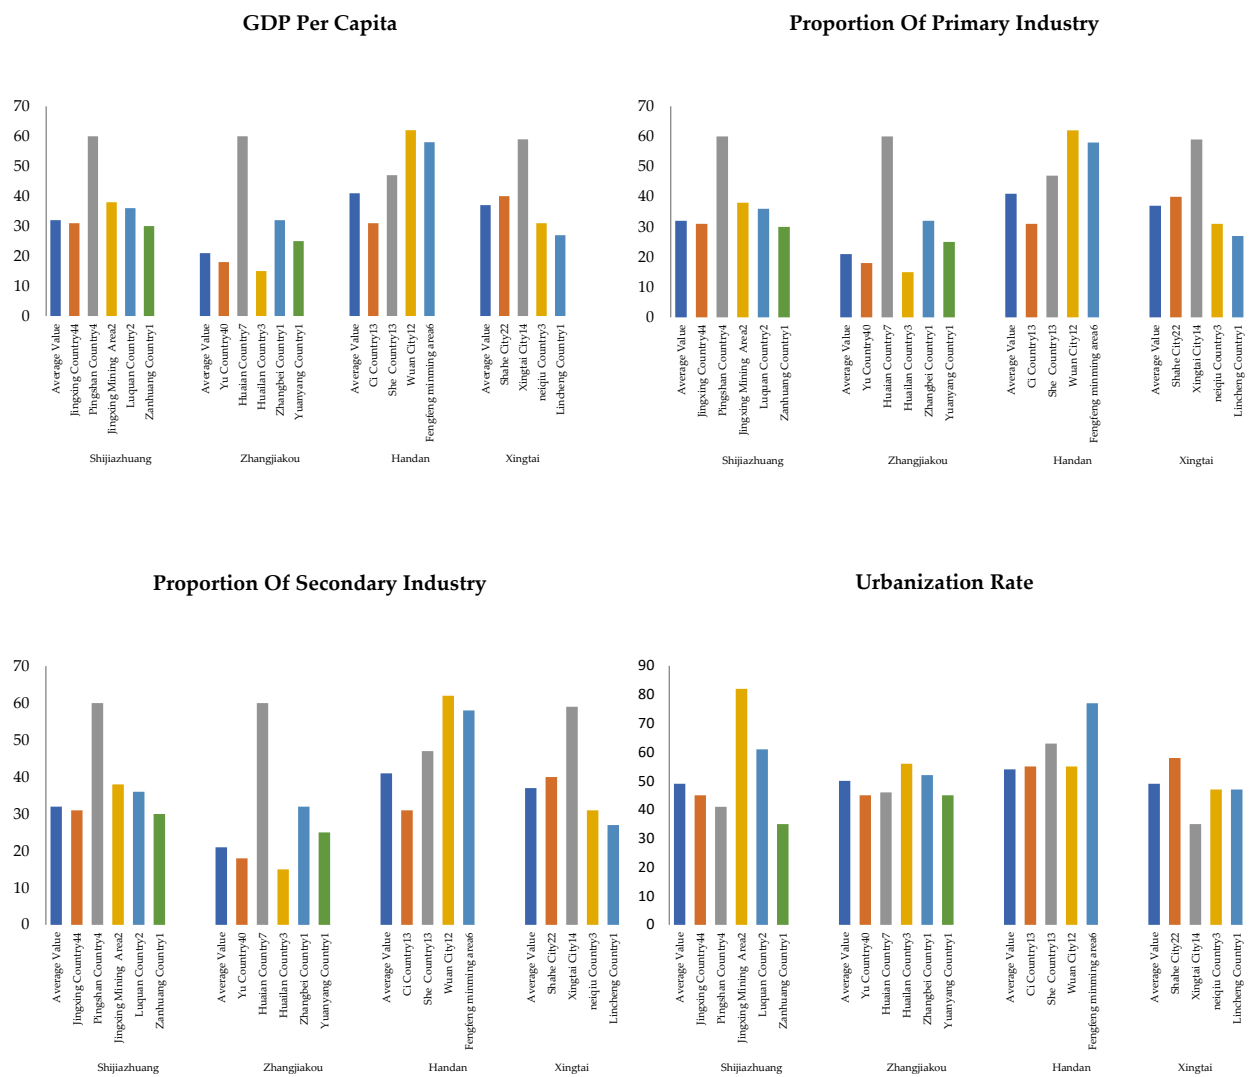 GDP Per Capita
70
60
50
40
30
20
10
0
Average Value
Jingxing Country44
Pingshan Country4
Jingxing Mining Area2
Luquan Country2
Zanhuang Country1
Average Value
Yu Country40
Huaian Country7
Huailan Country3
Zhangbei Country1
Yuanyang Country1
Average Value
Ci Country13
She Country13
Wuan City12
Fengfeng minming area6
Average Value
Shahe City22
Xingtai City14
neiqiu Country3
Lincheng Country1
Shijiazhuang
Zhangjiakou
Handan
Xingtai
Proportion Of Primary Industry
70
60
50
40
30
20
10
0
Average Value
Jingxing Country44
Pingshan Country4
Jingxing Mining Area2
Luquan Country2
Zanhuang Country1
Average Value
Yu Country40
Huaian Country7
Huailan Country3
Zhangbei Country1
Yuanyang Country1
Average Value
Ci Country13
She Country13
Wuan City12
Fengfeng minming area6
Average Value
Shahe City22
Xingtai City14
neiqiu Country3
Lincheng Country1
Shijiazhuang
Zhangjiakou
Handan
Xingtai
Proportion Of Secondary Industry
70
60
50
40
30
20
10
0
Average Value
Jingxing Country44
Pingshan Country4
Jingxing Mining Area2
Luquan Country2
Zanhuang Country1
Average Value
Yu Country40
Huaian Country7
Huailan Country3
Zhangbei Country1
Yuanyang Country1
Average Value
Ci Country13
She Country13
Wuan City12
Fengfeng minming area6
Average Value
Shahe City22
Xingtai City14
neiqiu Country3
Lincheng Country1
Shijiazhuang
Zhangjiakou
Handan
Xingtai
Urbanization Rate
90
80
70
60
50
40
30
20
10
0
Average Value
Jingxing Country44
Pingshan Country4
Jingxing Mining Area2
Luquan Country2
Zanhuang Country1
Average Value
Yu Country40
Huaian Country7
Huailan Country3
Zhangbei Country1
Yuanyang Country1
Average Value
Ci Country13
She Country13
Wuan City12
Fengfeng minming area6
Average Value
Shahe City22
Xingtai City14
neiqiu Country3
Lincheng Country1
Shijiazhuang
Zhangjiakou
Handan
Xingtai